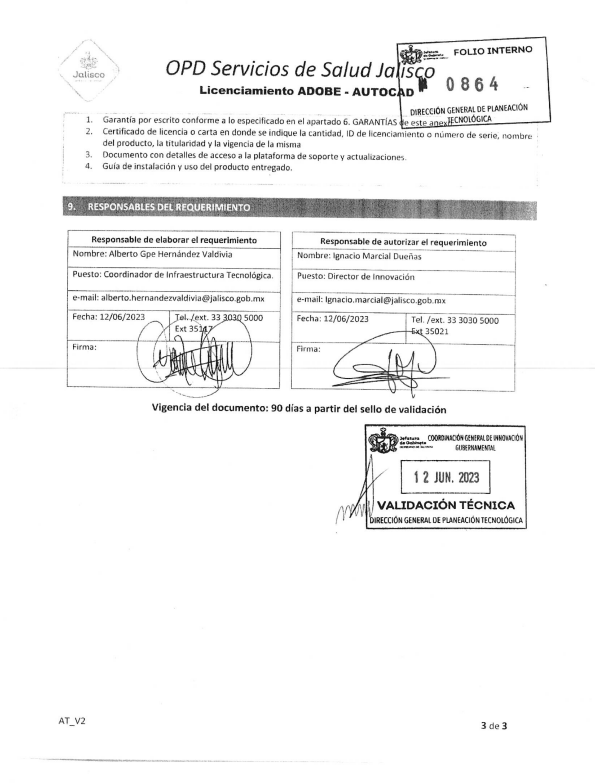 Jalisco
OPD Servicios de Salud Jalisco
Licenciamiento ADOBE - AUTOCAD
Jefatura
de Gabinete
FOLIO INTERNO
0864
DIRECCIÓN GENERAL DE PLANEACIÓN
TECNOLÓGICA
1. Garantía por escrito conforme a lo especificado en el apartado 6. GARANTÍAS de este anexo
2. Certificado de licencia o carta en donde se indique la cantidad, ID de licenciamiento o número de serie, nombre
del producto, la titularidad y la vigencia de la misma
3. Documento con detalles de acceso a la plataforma de soporte y actualizaciones.
4. Guía de instalación y uso del producto entregado.
9. RESPONSABLES DEL REQUERIMIENTO
Responsable de elaborar el requerimiento
Nombre: Alberto Gpe Hernández Valdivia
Puesto: Coordinador de Infraestructura Tecnológica.
e-mail: alberto.hernandezvaldivia@jalisco.gob.mx
Fecha: 12/06/2023
Tel. /ext. 33 3030 5000
Ext
Firma:
Responsable de autorizar el requerimiento
Nombre: Ignacio Marcial Dueñas
Puesto: Director de Innovación
e-mail: Ignacio.marcial@jalisco.gob.mx
Fecha: 12/06/2023
Tel. /ext. 33 3030 5000
Ext 35021
Firma:
Vigencia del documento: 90 días a partir del sello de validación
Jefatura
de Gabinete
COORDINACIÓN GENERAL DE INNOVACIÓN
GUBERNAMENTAL
12 JUN. 2023
VALIDACIÓN TÉCNICA
DIRECCIÓN GENERAL DE PLANEACIÓN TECNOLÓGICA
AT_V2
3 de 3